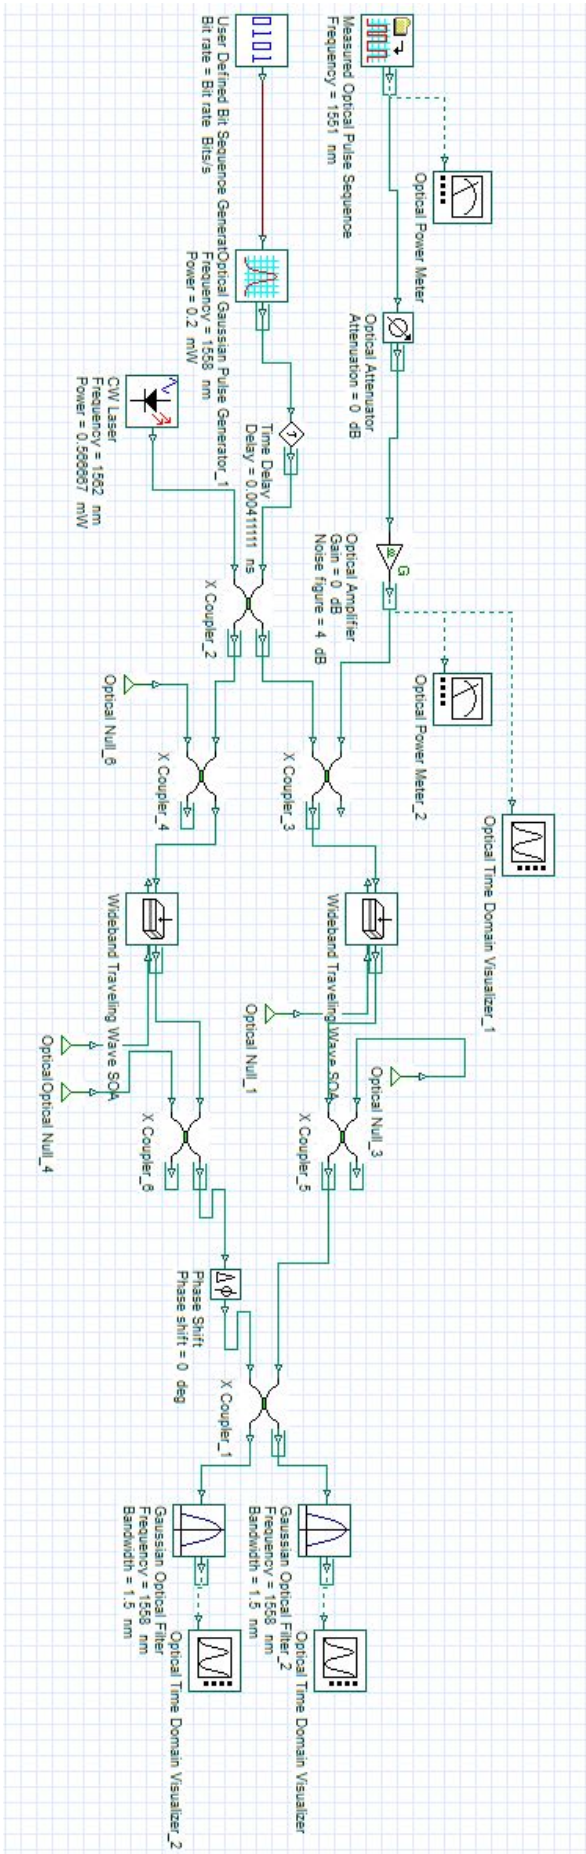 Measured Optical Pulse Sequence
Frequency = 1551 nm
Optical Power Meter
Optical Attenuator
Attenuation = 0 dB
Optical Amplifier
Gain = 0 dB
Noise figure = 4 dB
G
Optical Power Meter_2
Optical Time Domain Visualizer_1
0101
User Defined Bit Sequence Generat
Bit rate = Bit rate Bits/s
Optical Gaussian Pulse Generator_1
Frequency = 1558 nm
Power = 0.2 mW
Time Delay
Delay = 0.00411111 ns
CW Laser
Frequency = 1562 nm
Power = 0.566667 mW
X Coupler_2
X Coupler_3
X Coupler_4
Optical Null_6
Wideband Traveling Wave SOA
Wideband Traveling Wave SOA
Optical Null_1
Optical Null_3
Optical
Optical Null_4
X Coupler_5
X Coupler_6
Δϕ
Phase Shift
Phase shift = 0 deg
X Coupler_1
Gaussian Optical Filter_2
Frequency = 1558 nm
Bandwidth = 1.5 nm
Optical Time Domain Visualizer
Gaussian Optical Filter
Frequency = 1558 nm
Bandwidth = 1.5 nm
Optical Time Domain Visualizer_2